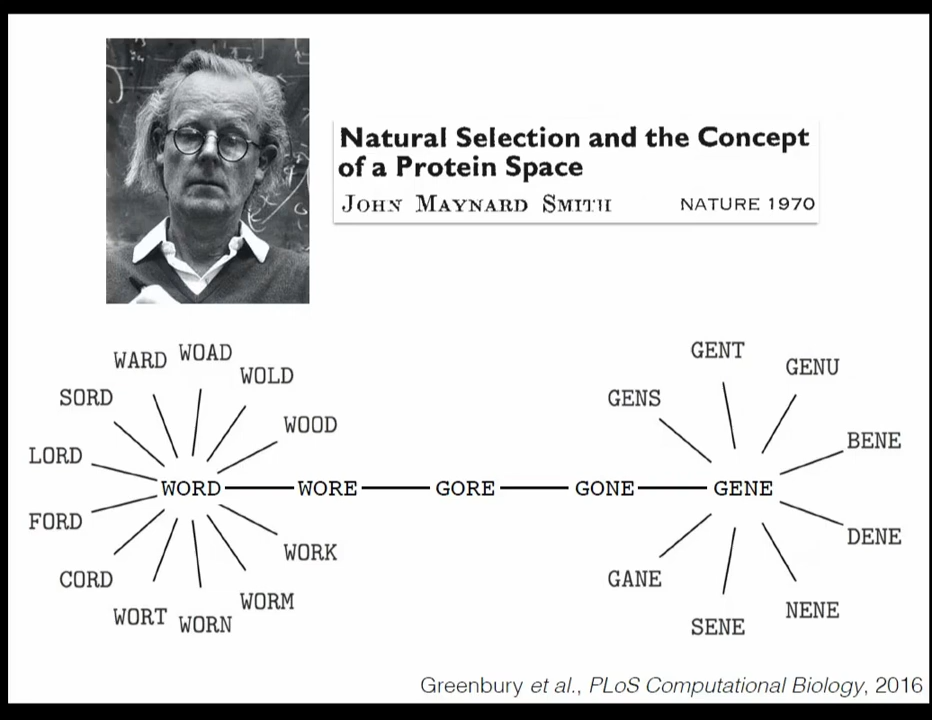 Natural Selection and the Concept
of a Protein Space
JOHN MAYNARD SMITH NATURE 1970
WARD WOAD
WOLD
SORD
WOOD
LORD
WORD WORE GORE GONE GENE
FORD
WORK
CORD
WORM
WORT WORN
GENT
GENU
GENS
BENE
DENE
GANE
NENE
SENE
Greenbury et al., PLoS Computational Biology, 2016